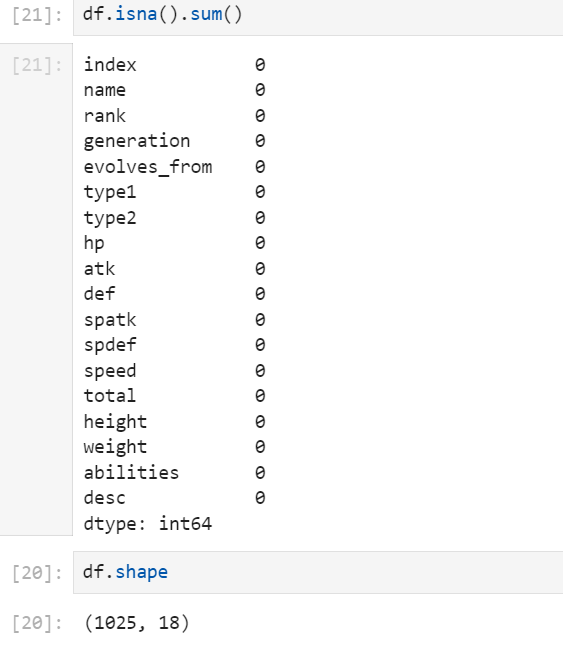 [21]: df.isna().sum()
[21]: index 0
name 0
rank 0
generation 0
evolves_from 0
type1 0
type2 0
hp 0
atk 0
def 0
spatk 0
spdef 0
speed 0
total 0
height 0
weight 0
abilities 0
desc 0
dtype: int64
[20]: df.shape
[20]: (1025, 18)